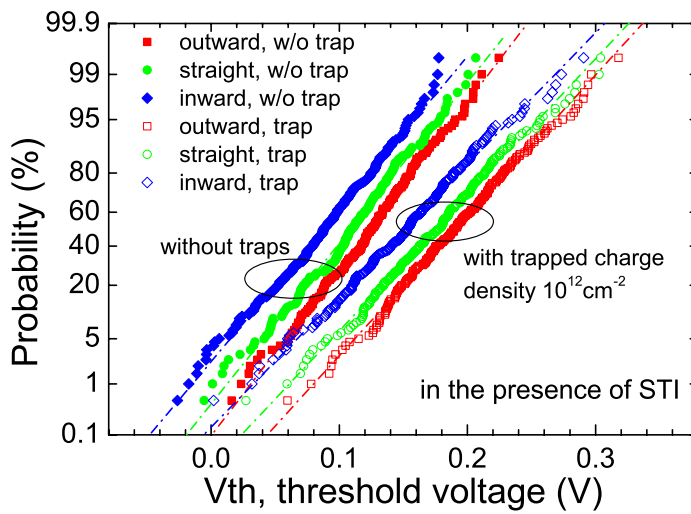 99.9
99
95
80
60
40
20
5
1
0.1
Probability (%)
outward, w/o trap
straight, w/o trap
inward, w/o trap
outward, trap
straight, trap
inward, trap
without traps
with trapped charge
density 10¹²cm⁻²
in the presence of STI
0.0
0.1
0.2
0.3
Vth, threshold voltage (V)